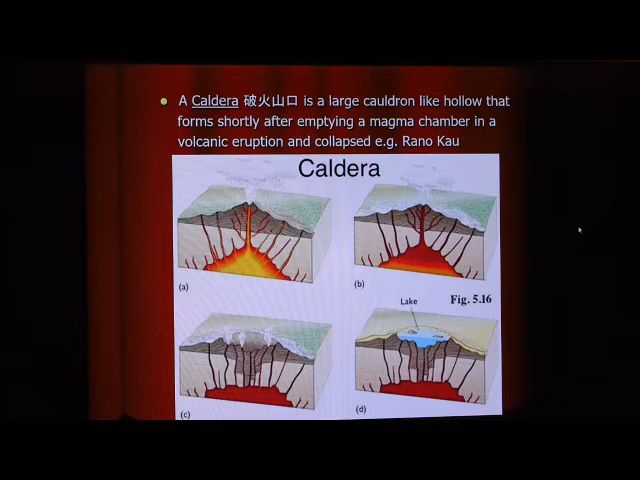 A Caldera 破火山口 is a large cauldron like hollow that
forms shortly after emptying a magma chamber in a
volcanic eruption and collapsed e.g. Rano Kau
Caldera
(a)
(b)
Lake
Fig. 5.16
(c)
(d)